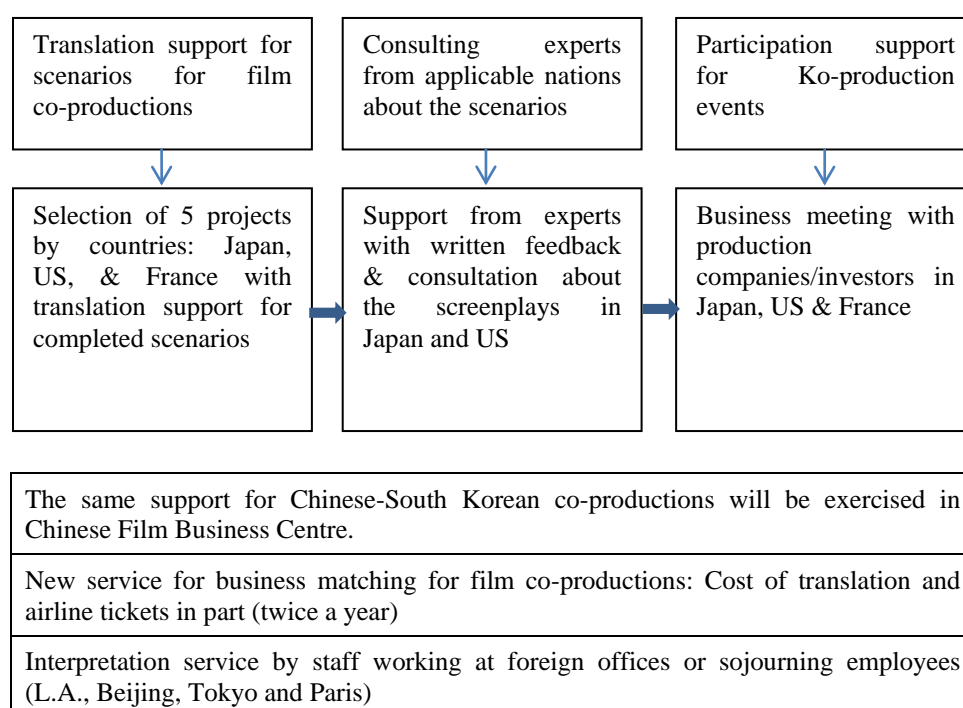 Translation support for
scenarios for film
co-productions
Consulting experts
from applicable nations
about the scenarios
Participation support
for Ko-production
events
Selection of 5 projects
by countries: Japan,
US, & France with
translation support for
completed scenarios
Support from experts
with written feedback
& consultation about
the screenplays in
Japan and US
Business meeting with
production
companies/investors in
Japan, US & France
The same support for Chinese-South Korean co-productions will be exercised in
Chinese Film Business Centre.
New service for business matching for film co-productions: Cost of translation and
airline tickets in part (twice a year)
Interpretation service by staff working at foreign offices or sojourning employees
(L.A., Beijing, Tokyo and Paris)